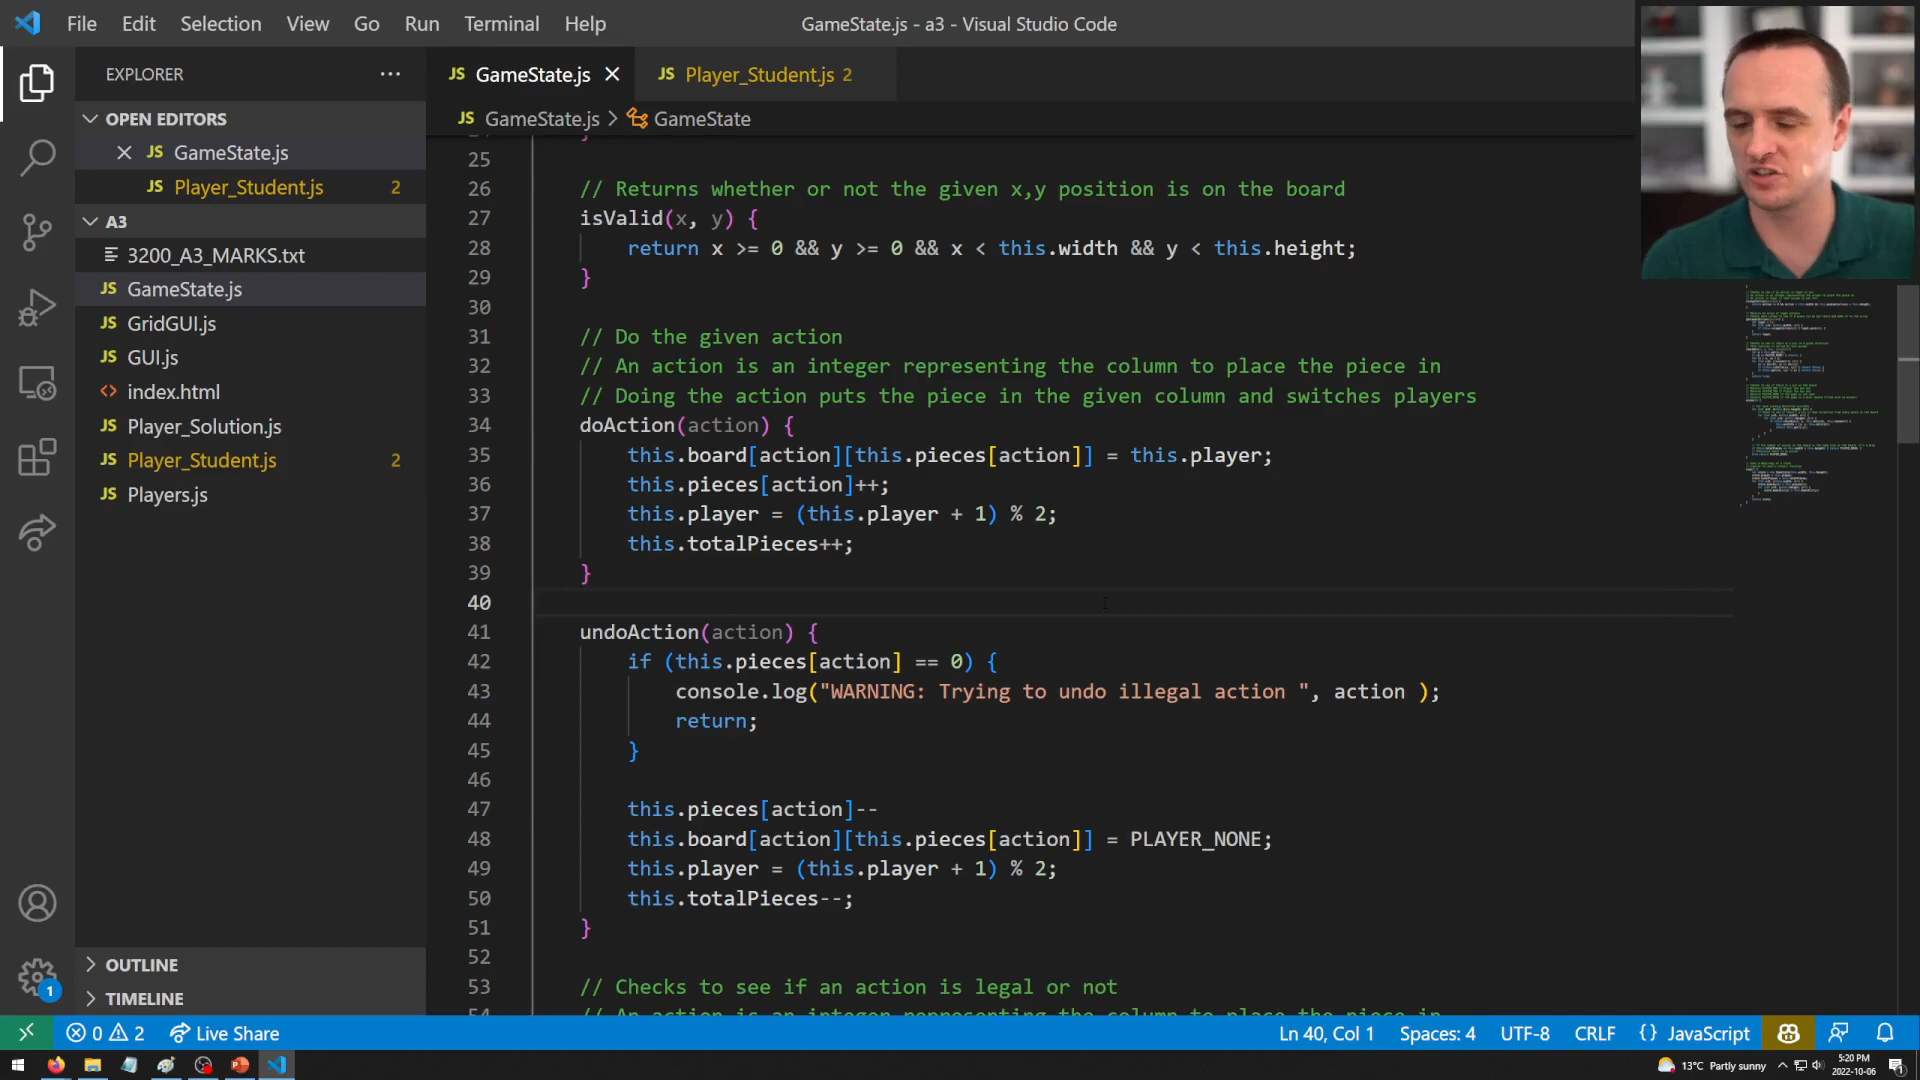 File Edit Selection View Go Run Terminal Help
GameState.js - a3 - Visual Studio Code
EXPLORER
OPEN EDITORS
JS GameState.js
JS Player_Student.js 2
A3
3200_A3_MARKS.txt
JS GameState.js
JS GridGUI.js
JS GUI.js
<> index.html
JS Player_Solution.js
JS Player_Student.js 2
JS Players.js
OUTLINE
TIMELINE
JS GameState.js
JS Player_Student.js 2
JS GameState.js > GameState
25
26 // Returns whether or not the given x,y position is on the board
27 isValid(x, y) {
28 return x >= 0 && y >= 0 && x < this.width && y < this.height;
29 }
30
31 // Do the given action
32 // An action is an integer representing the column to place the piece in
33 // Doing the action puts the piece in the given column and switches players
34 doAction(action) {
35 this.board[action][this.pieces[action]] = this.player;
36 this.pieces[action]++;
37 this.player = (this.player + 1) % 2;
38 this.totalPieces++;
39 }
40
41 undoAction(action) {
42 if (this.pieces[action] == 0) {
43 console.log("WARNING: Trying to undo illegal action ", action );
44 return;
45 }
46
47 this.pieces[action]--
48 this.board[action][this.pieces[action]] = PLAYER_NONE;
49 this.player = (this.player + 1) % 2;
50 this.totalPieces--;
51 }
52
53 // Checks to see if an action is legal or not
54 // An action is an integer representing the column to place the piece in
1
0 2 Live Share
Ln 40, Col 1 Spaces: 4 UTF-8 CRLF {} JavaScript
13°C Partly sunny
5:20 PM
2022-10-06